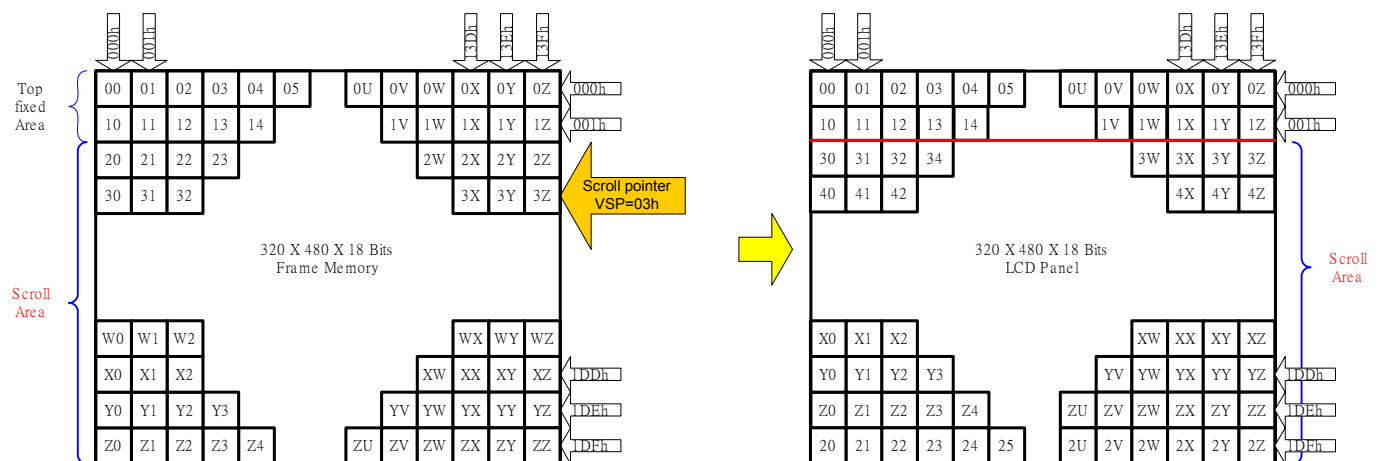 000h 001h 13Dh 13Eh 13Fh
Top
fixed
Area
00 01 02 03 04 05 0U 0V 0W 0X 0Y 0Z 000h
10 11 12 13 14 1V 1W 1X 1Y 1Z 001h
20 21 22 23 2W 2X 2Y 2Z
30 31 32 3X 3Y 3Z
Scroll pointer
VSP=03h
320 X 480 X 18 Bits
Frame Memory
Scroll
Area
W0 W1 W2 WX WY WZ
X0 X1 X2 XW XX XY XZ 1DDh
Y0 Y1 Y2 Y3 YV YW YX YY YZ 1DEh
Z0 Z1 Z2 Z3 Z4 ZU ZV ZW ZX ZY ZZ 1DFh
000h 001h 13Dh 13Eh 13Fh
00 01 02 03 04 05 0U 0V 0W 0X 0Y 0Z 000h
10 11 12 13 14 1V 1W 1X 1Y 1Z 001h
30 31 32 34 3W 3X 3Y 3Z
40 41 42 4X 4Y 4Z
320 X 480 X 18 Bits
LCD Panel
Scroll
Area
X0 X1 X2 XW XX XY XZ
Y0 Y1 Y2 Y3 YV YW YX YY YZ 1DDh
Z0 Z1 Z2 Z3 Z4 ZU ZV ZW ZX ZY ZZ 1DEh
20 21 22 23 24 25 2U 2V 2W 2X 2Y 2Z 1DFh